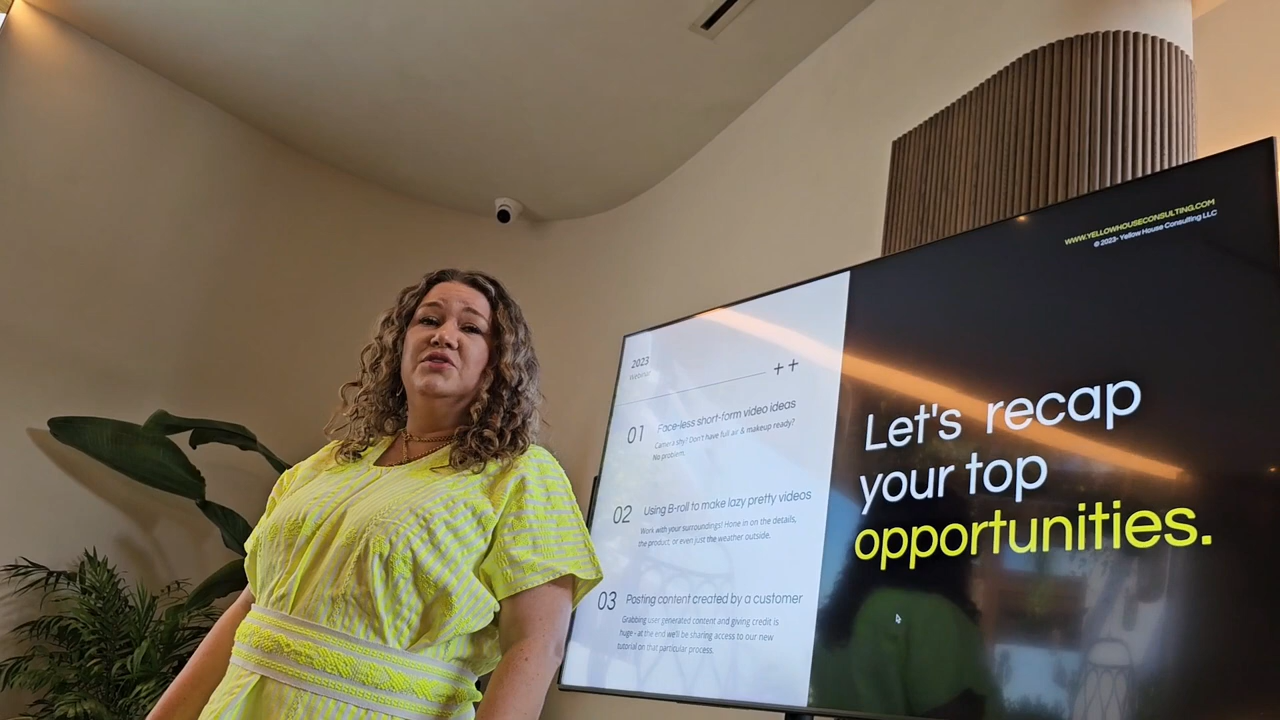 2023
Webinar
++
01 Face-less short-form video ideas
Camera shy? Don't have full air & makeup ready?
No problem.
02 Using B-roll to make lazy pretty videos
Work with your surroundings! Hone in on the details,
the product, or even just the weather outside.
03 Posting content created by a customer
Grabbing user generated content and giving credit is
huge - at the end we'll be sharing access to our new
tutorial on that particular process.
WWW.YELLOWHOUSECONSULTING.COM
© 2023- Yellow House Consulting LLC
Let's recap
your top
opportunities.